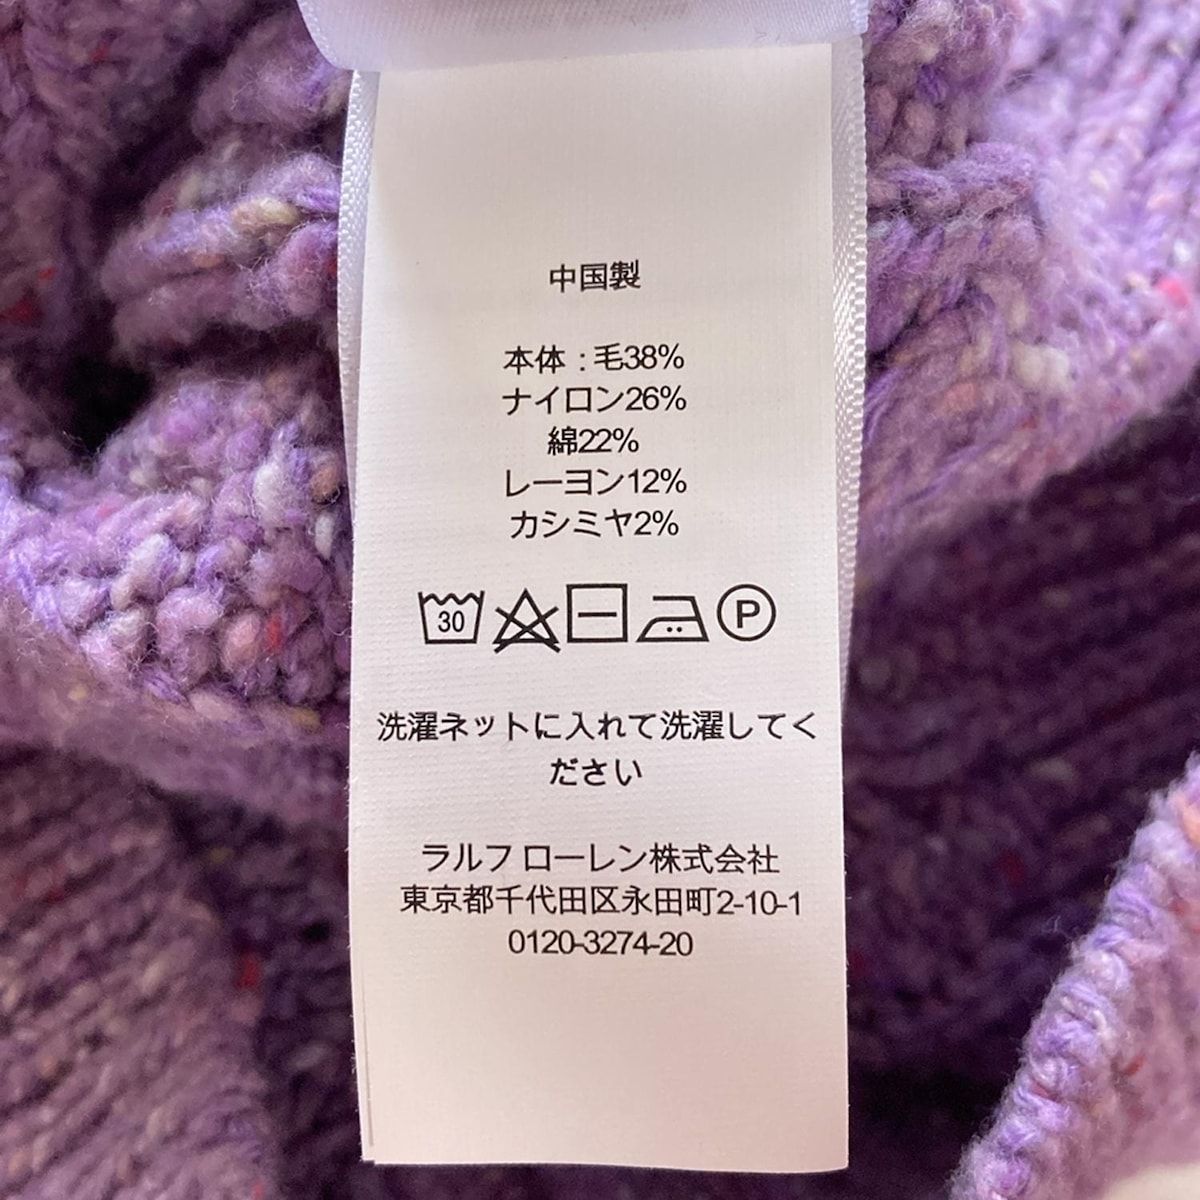 中国製
本体:毛38%
ナイロン26%
綿22%
レーヨン12%
カシミヤ2%
30 P
洗濯ネットに入れて洗濯してく
ださい
ラルフ ローレン株式会社
東京都千代田区永田町2-10-1
0120-3274-20